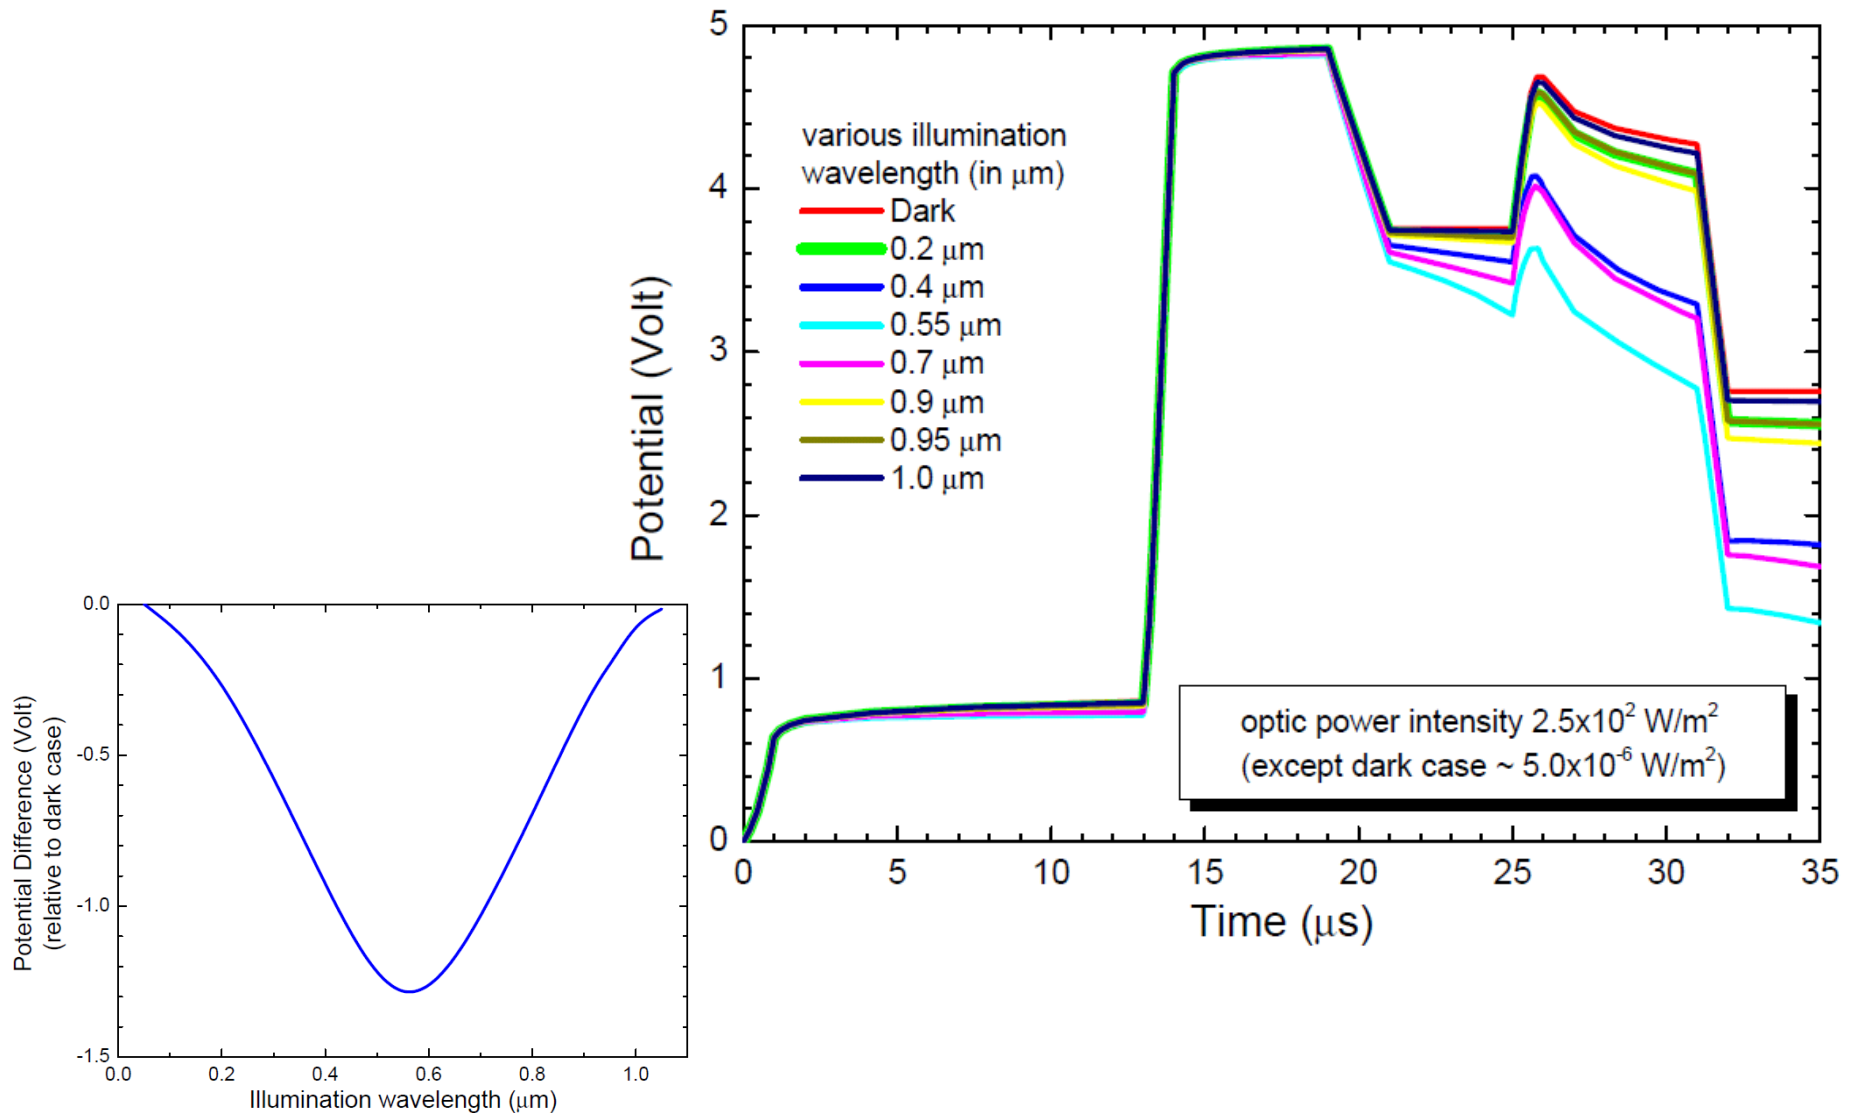 0.0
-0.5
-1.0
-1.5
0.0
0.2
0.4
0.6
0.8
1.0
Potential Difference (Volt)
(relative to dark case)
Illumination wavelength (μm)
5
4
3
2
1
0
0
5
10
15
20
25
30
35
Potential (Volt)
Time (μs)
various illumination
wavelength (in μm)
Dark
0.2 μm
0.4 μm
0.55 μm
0.7 μm
0.9 μm
0.95 μm
1.0 μm
optic power intensity 2.5x10² W/m²
(except dark case ~ 5.0x10⁻⁶ W/m²)